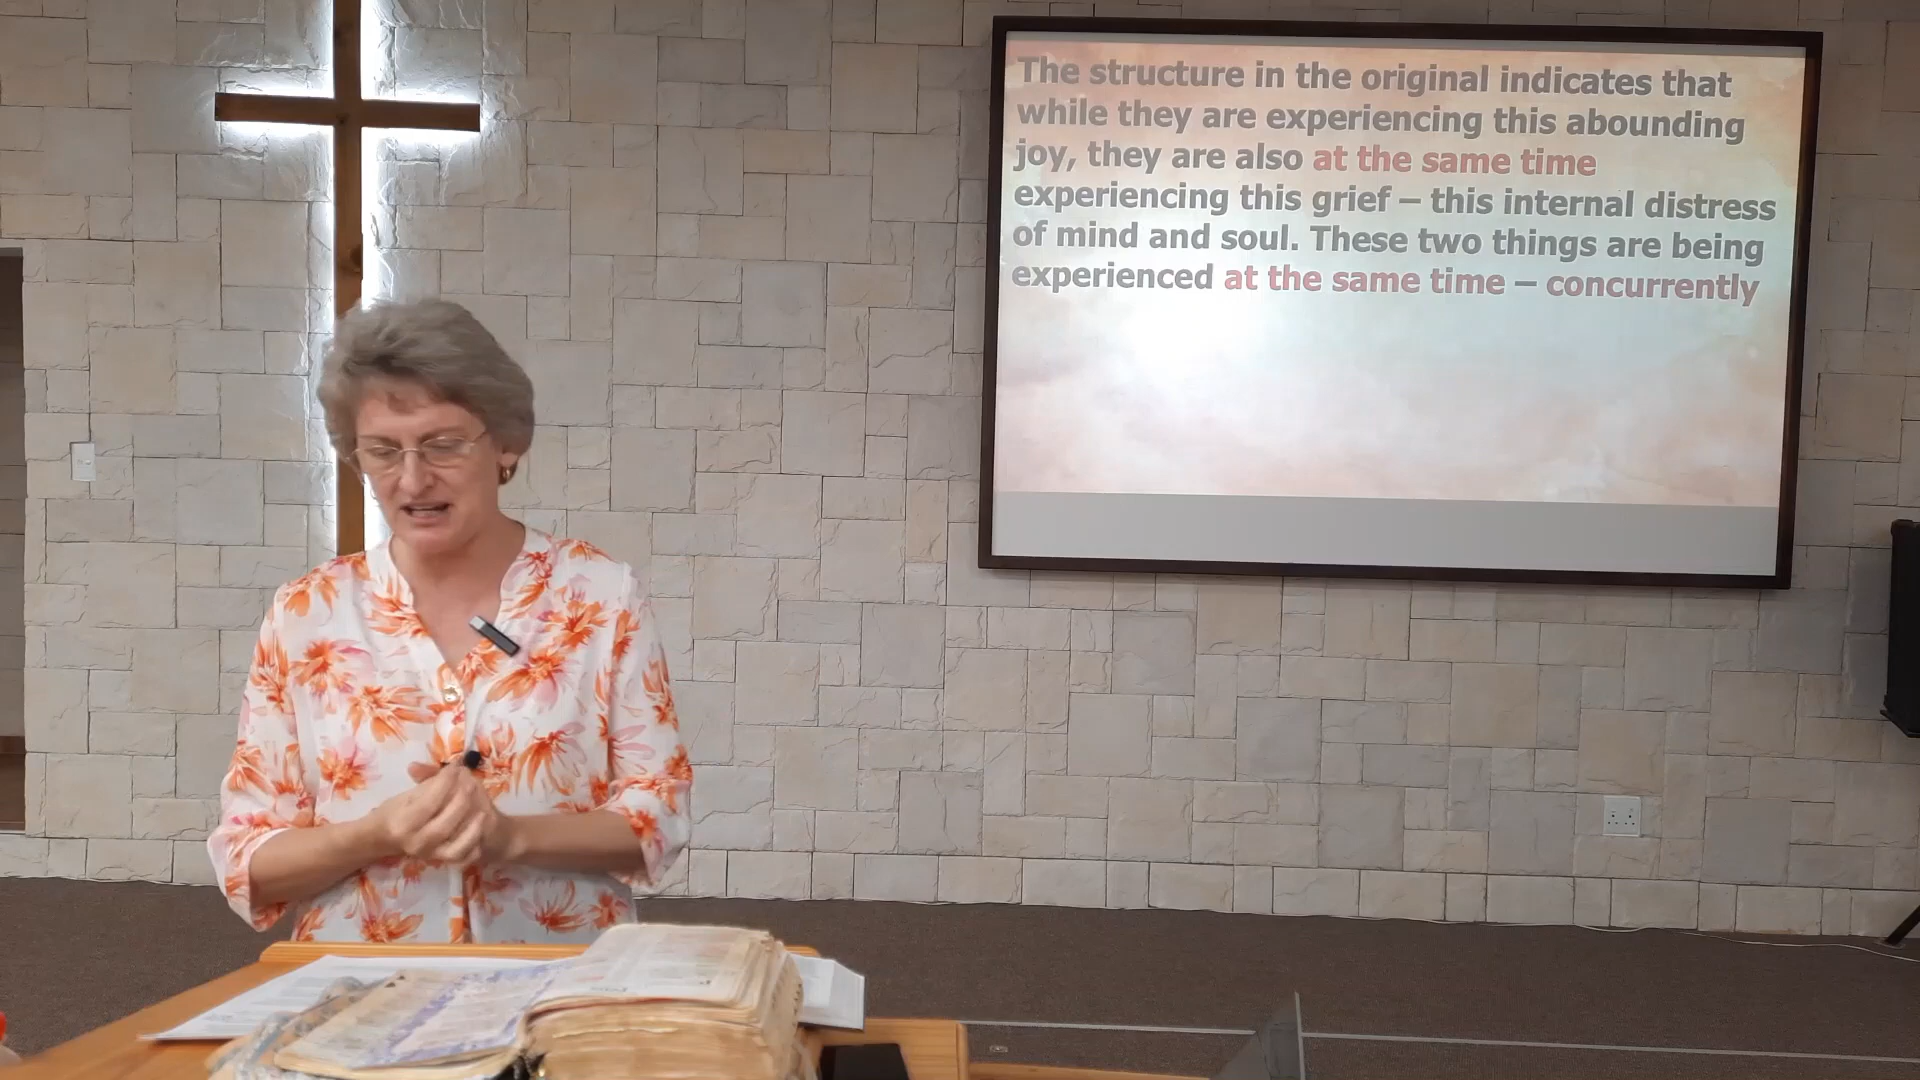 The structure in the original indicates that
while they are experiencing this abounding
joy, they are also at the same time
experiencing this grief – this internal distress
of mind and soul. These two things are being
experienced at the same time – concurrently